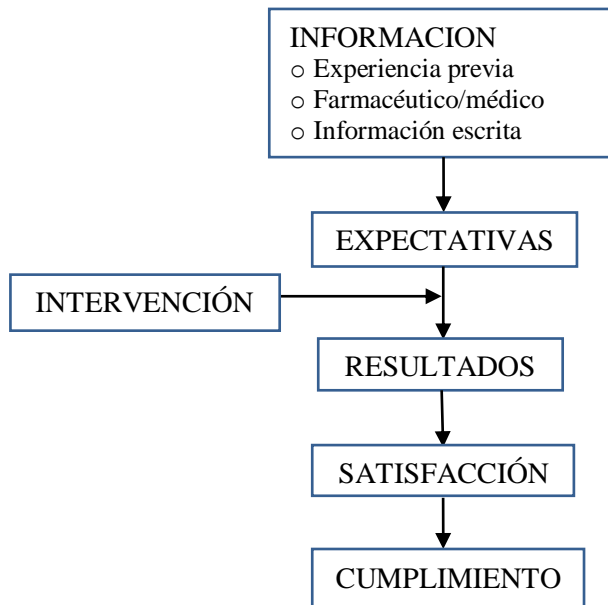 INFORMACION
o Experiencia previa
o Farmacéutico/médico
o Información escrita
EXPECTATIVAS
INTERVENCIÓN
RESULTADOS
SATISFACCIÓN
CUMPLIMIENTO